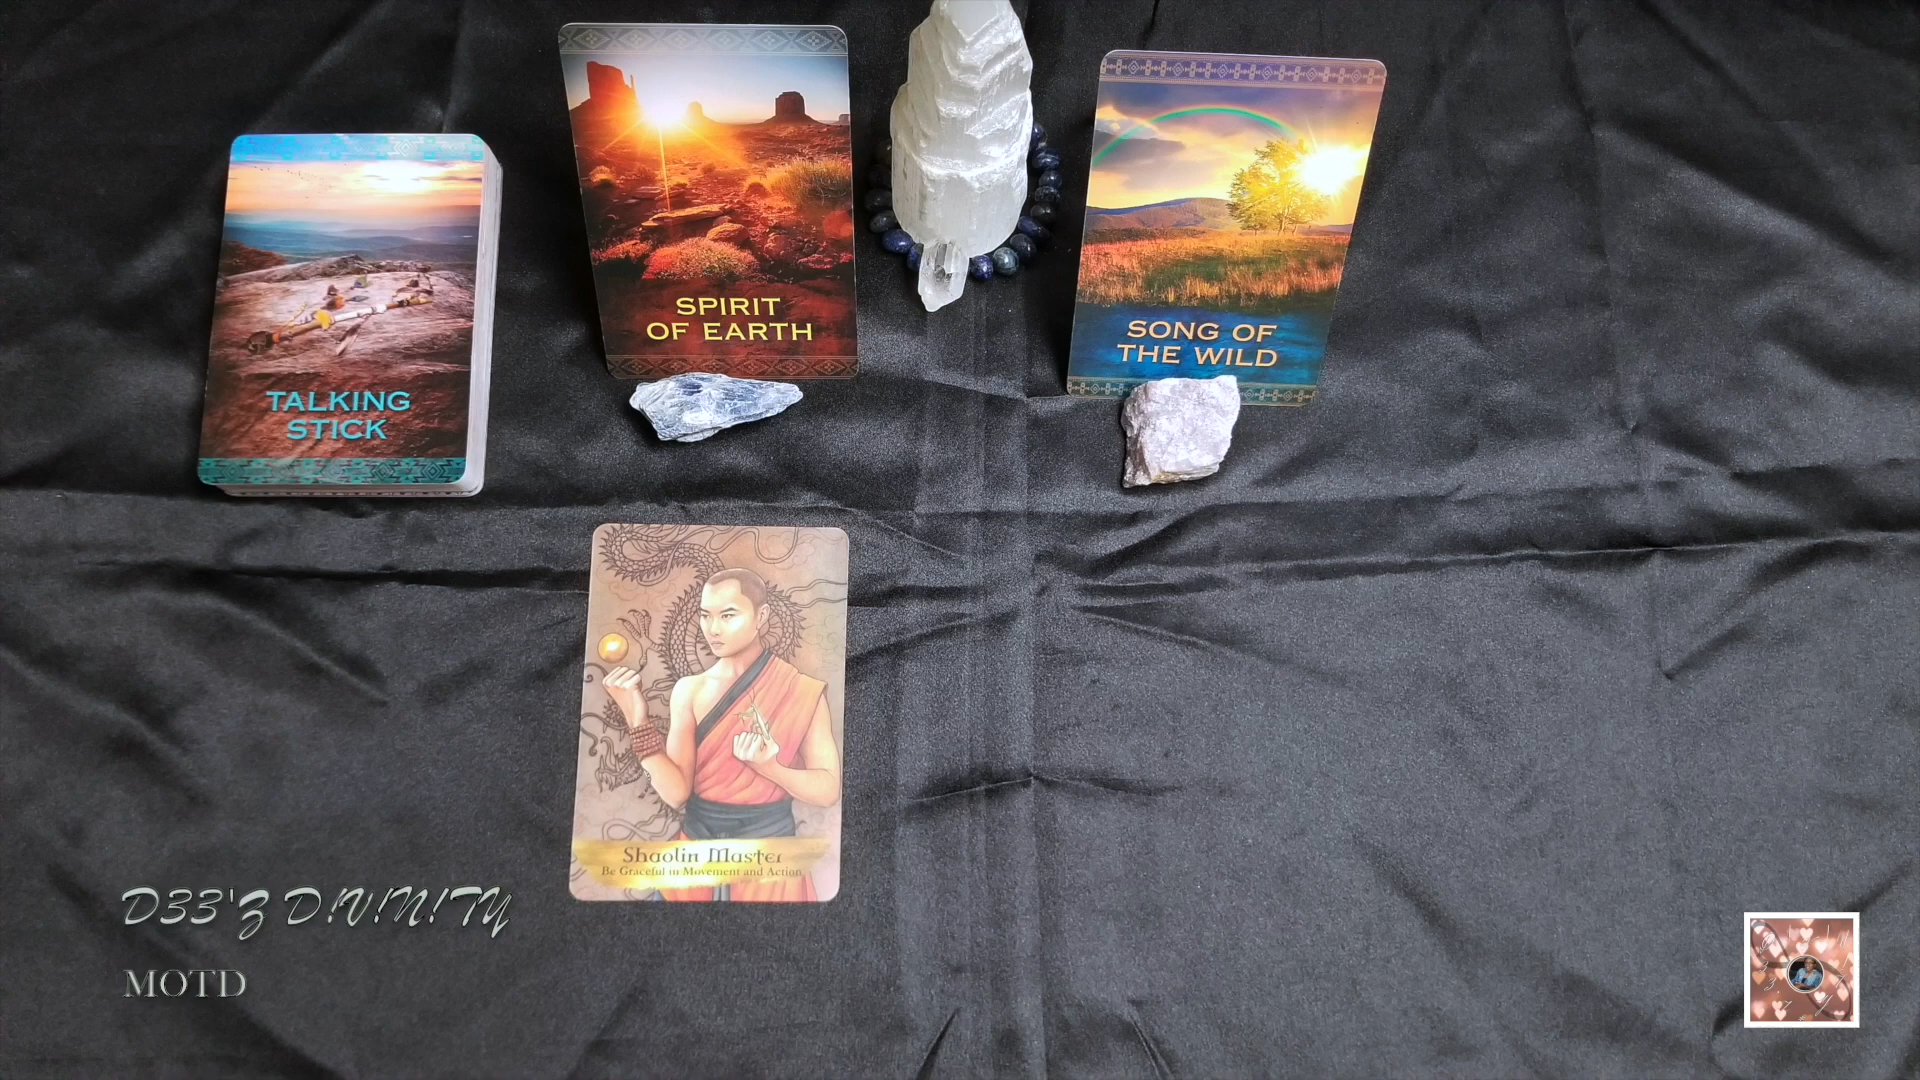 TALKING
STICK
SPIRIT
OF EARTH
SONG OF
THE WILD
Shaolin Master
Be Graceful in Movement and Action
D33'Z D!V!N!TY
MOTD